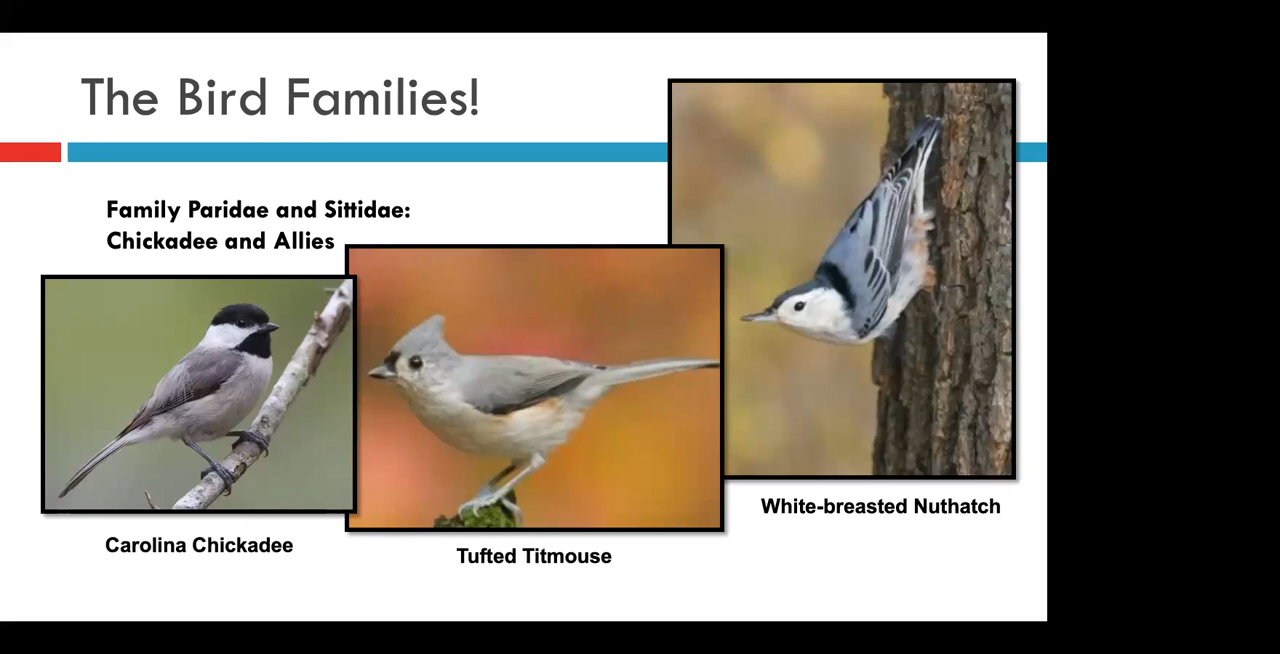 The Bird Families!
Family Paridae and Sittidae:
Chickadee and Allies
Carolina Chickadee
Tufted Titmouse
White-breasted Nuthatch